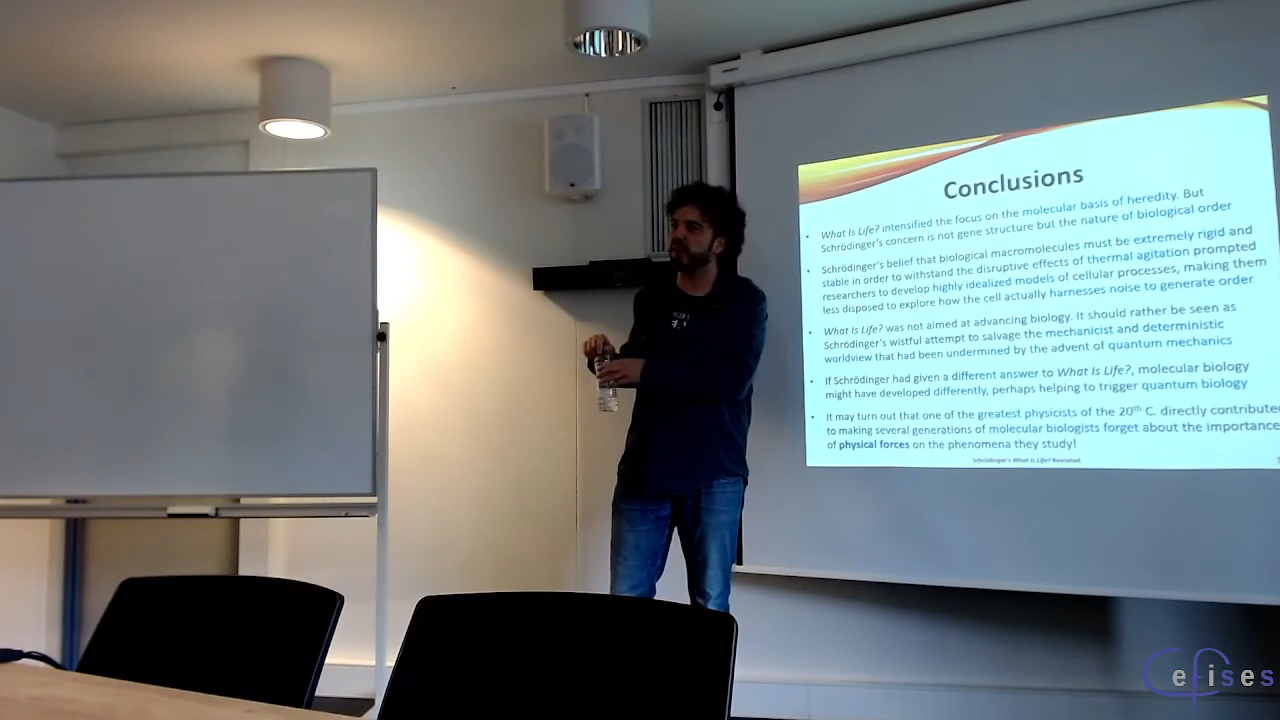 Conclusions
• What Is Life? intensified the focus on the molecular basis of heredity. But
Schrödinger's concern is not gene structure but the nature of biological order
• Schrödinger's belief that biological macromolecules must be extremely rigid and
stable in order to withstand the disruptive effects of thermal agitation prompted
researchers to develop highly idealized models of cellular processes, making them
less disposed to explore how the cell actually harnesses noise to generate order
• What Is Life? was not aimed at advancing biology. It should rather be seen as
Schrödinger's wistful attempt to salvage the mechanicist and deterministic
worldview that had been undermined by the advent of quantum mechanics
• If Schrödinger had given a different answer to What Is Life?, molecular biology
might have developed differently, perhaps helping to trigger quantum biology
• It may turn out that one of the greatest physicists of the 20th C. directly contribute
to making several generations of molecular biologists forget about the importance
of physical forces on the phenomena they study!
Schrödinger's What Is Life? Revisited
Cefises